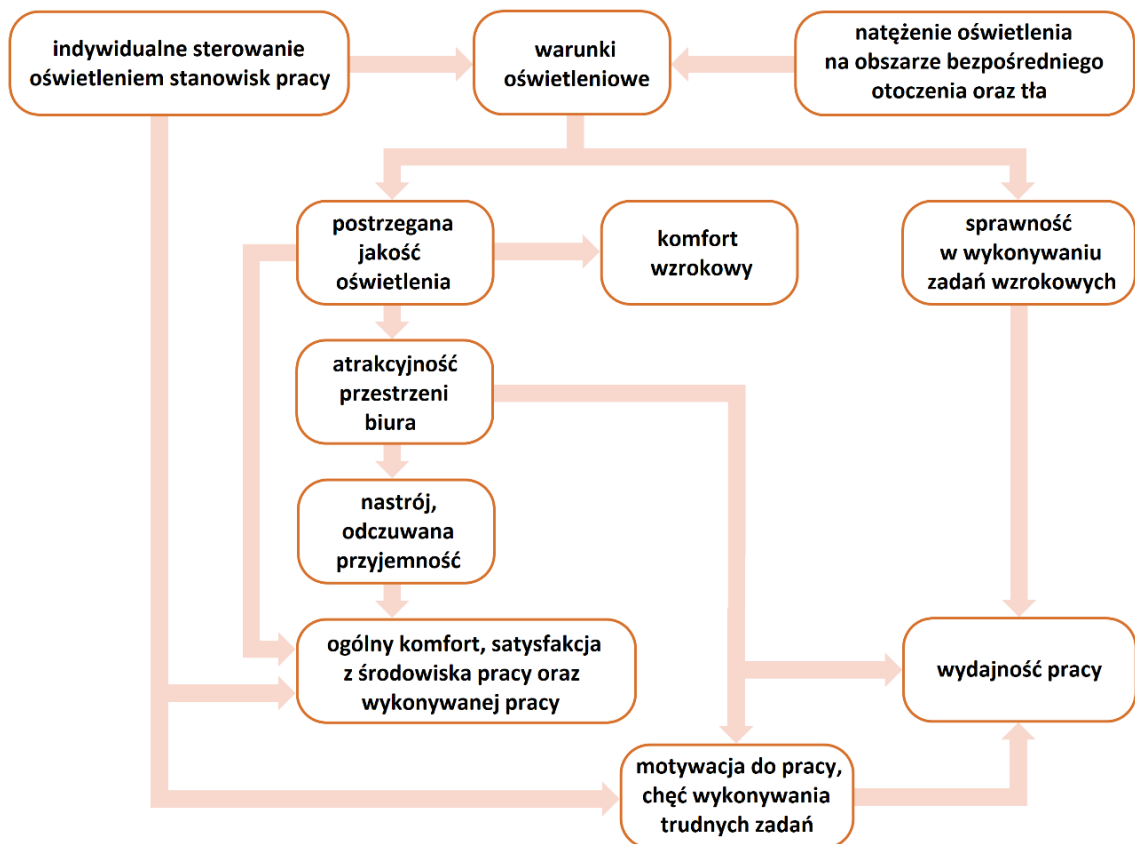 indywidualne sterowanie
oświetleniem stanowisk pracy
warunki
oświetleniowe
natężenie oświetlenia
na obszarze bezpośredniego
otoczenia oraz tła
postrzegana
jakość
oświetlenia
komfort
wzrokowy
sprawność
w wykonywaniu
zadań wzrokowych
atrakcyjność
przestrzeni
biura
nastrój,
odczuwana
przyjemność
ogólny komfort, satysfakcja
z środowiska pracy oraz
wykonywanej pracy
wydajność pracy
motywacja do pracy,
chęć wykonywania
trudnych zadań